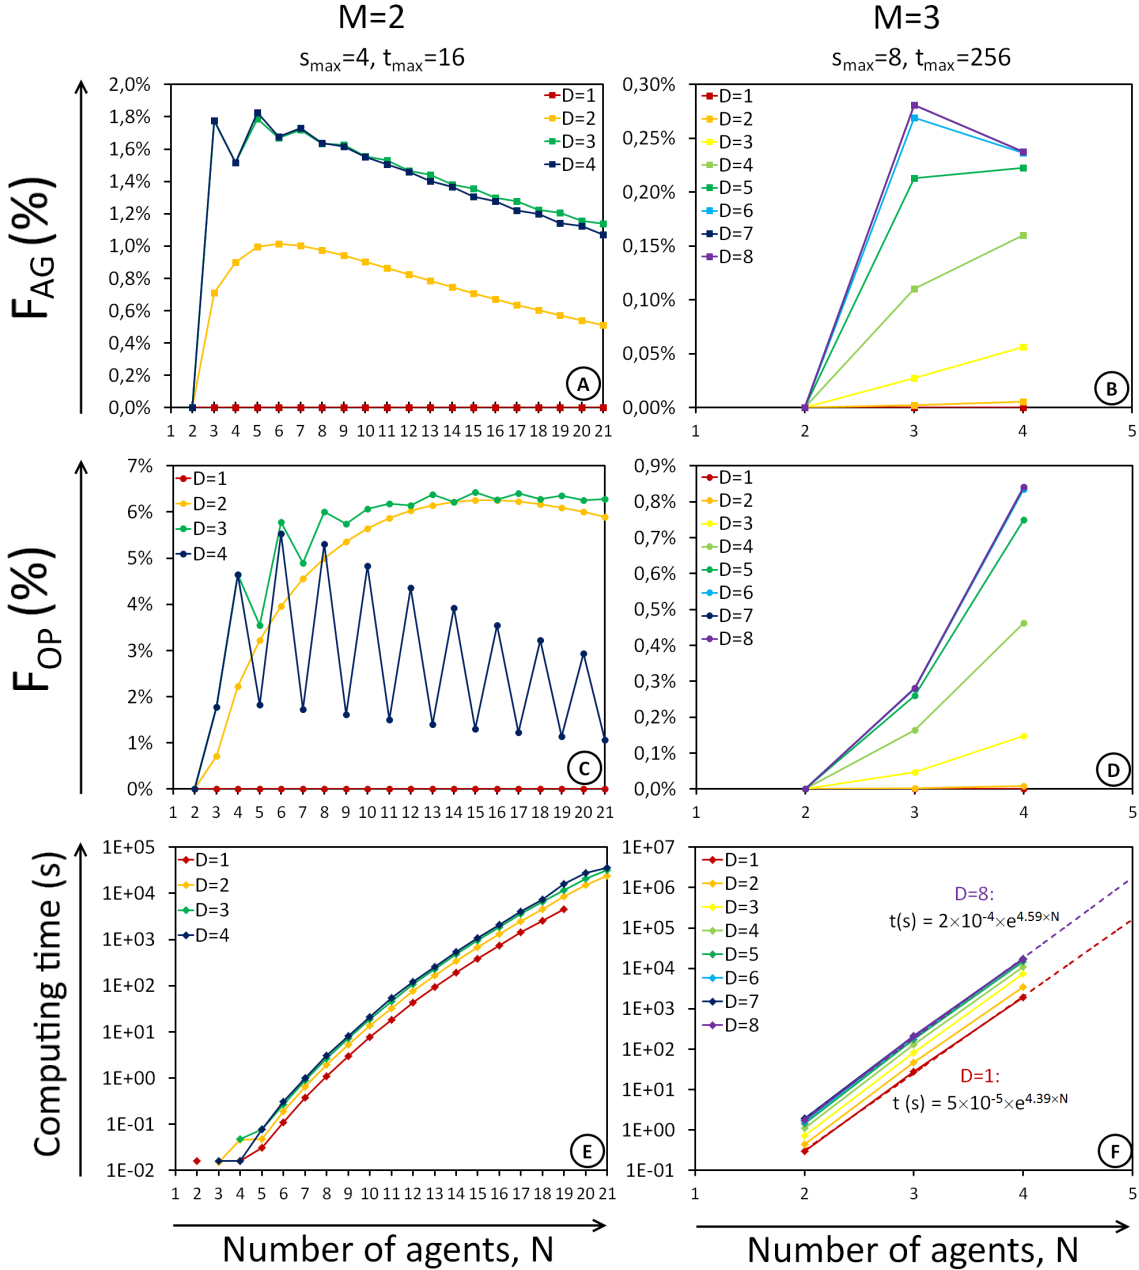 M=2
s_max=4, t_max=16
M=3
s_max=8, t_max=256
F_AG (%)
2,0%
1,8%
1,6%
1,4%
1,2%
1,0%
0,8%
0,6%
0,4%
0,2%
0,0%
D=1
D=2
D=3
D=4
A
1 2 3 4 5 6 7 8 9 10 11 12 13 14 15 16 17 18 19 20 21
0,30%
0,25%
0,20%
0,15%
0,10%
0,05%
0,00%
D=1
D=2
D=3
D=4
D=5
D=6
D=7
D=8
B
1 2 3 4 5
F_OP (%)
7%
6%
5%
4%
3%
2%
1%
0%
D=1
D=2
D=3
D=4
C
1 2 3 4 5 6 7 8 9 10 11 12 13 14 15 16 17 18 19 20 21
0,9%
0,8%
0,7%
0,6%
0,5%
0,4%
0,3%
0,2%
0,1%
0,0%
D=1
D=2
D=3
D=4
D=5
D=6
D=7
D=8
D
1 2 3 4 5
Computing time (s)
1E+05
1E+04
1E+03
1E+02
1E+01
1E+00
1E-01
1E-02
D=1
D=2
D=3
D=4
E
1 2 3 4 5 6 7 8 9 10 11 12 13 14 15 16 17 18 19 20 21
1E+07
1E+06
1E+05
1E+04
1E+03
1E+02
1E+01
1E+00
1E-01
D=1
D=2
D=3
D=4
D=5
D=6
D=7
D=8
D=8:
t(s) = 2×10^-4×e^4.59×N
D=1:
t (s) = 5×10^-5×e^4.39×N
F
1 2 3 4 5
Number of agents, N
Number of agents, N